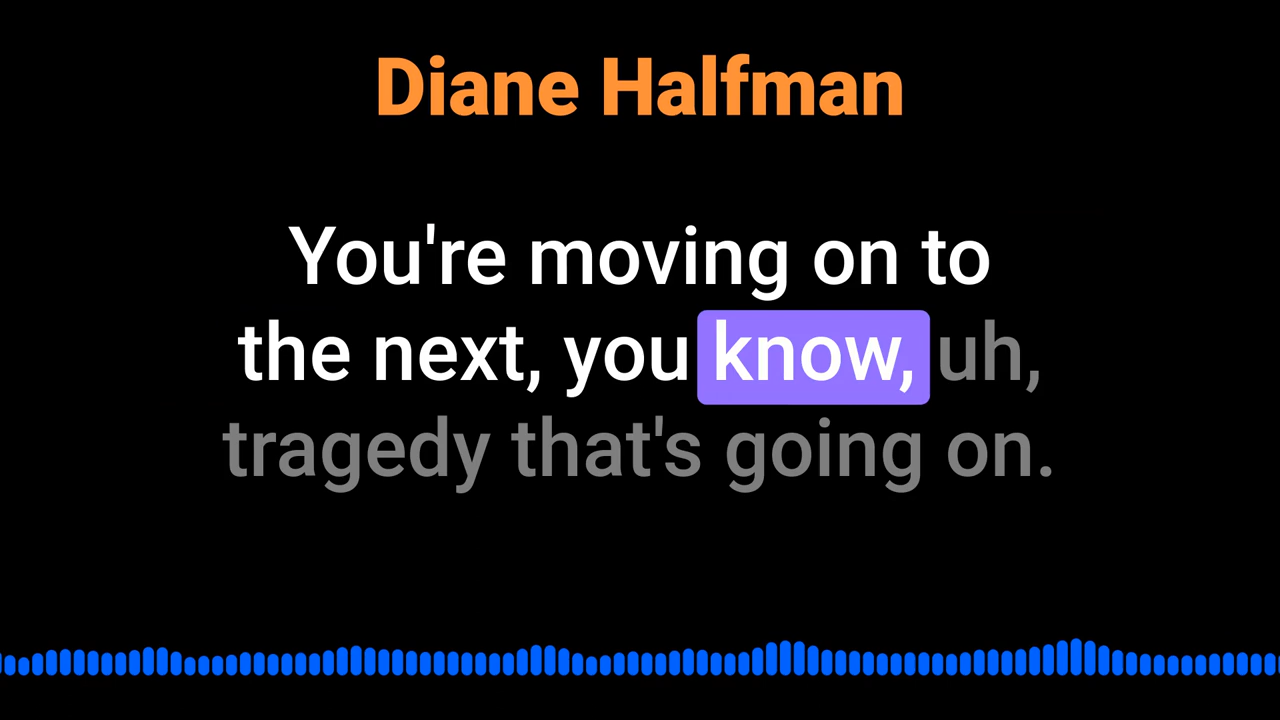 Diane Halfman
You're moving on to
the next, you know, uh,
tragedy that's going on.